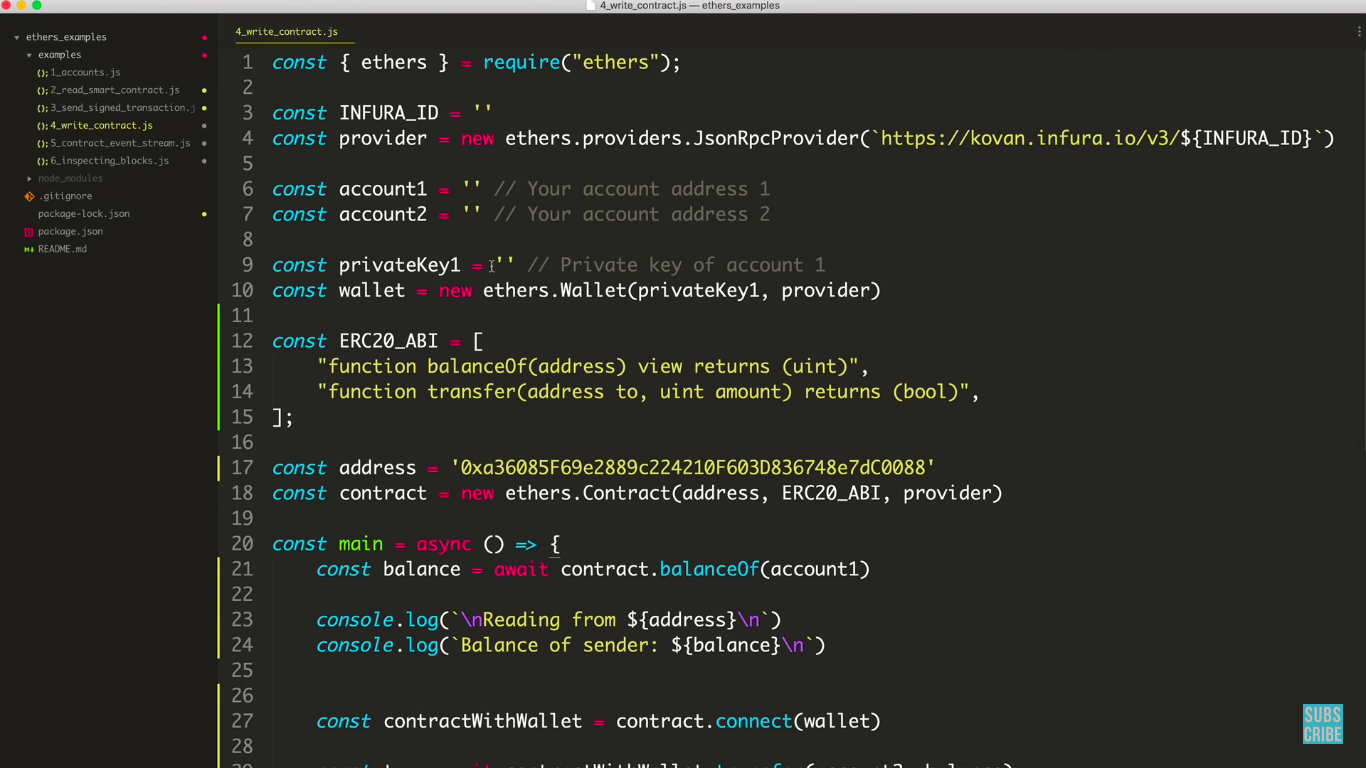 4_write_contract.js — ethers_examples
ethers_examples
examples
1_accounts.js
2_read_smart_contract.js
3_send_signed_transaction.
4_write_contract.js
5_contract_event_stream.js
6_inspecting_blocks.js
node_modules
.gitignore
package-lock.json
package.json
README.md
4_write_contract.js
1 const { ethers } = require("ethers");
2
3 const INFURA_ID = ''
4 const provider = new ethers.providers.JsonRpcProvider(`https://kovan.infura.io/v3/${INFURA_ID}`)
5
6 const account1 = '' // Your account address 1
7 const account2 = '' // Your account address 2
8
9 const privateKey1 = '' // Private key of account 1
10 const wallet = new ethers.Wallet(privateKey1, provider)
11
12 const ERC20_ABI = [
13 "function balanceOf(address) view returns (uint)",
14 "function transfer(address to, uint amount) returns (bool)",
15 ];
16
17 const address = '0xa36085F69e2889c224210F603D836748e7dC0088'
18 const contract = new ethers.Contract(address, ERC20_ABI, provider)
19
20 const main = async () => {
21 const balance = await contract.balanceOf(account1)
22
23 console.log(`\nReading from ${address}\n`)
24 console.log(`Balance of sender: ${balance}\n`)
25
26
27 const contractWithWallet = contract.connect(wallet)
28
SUBS
CRIBE